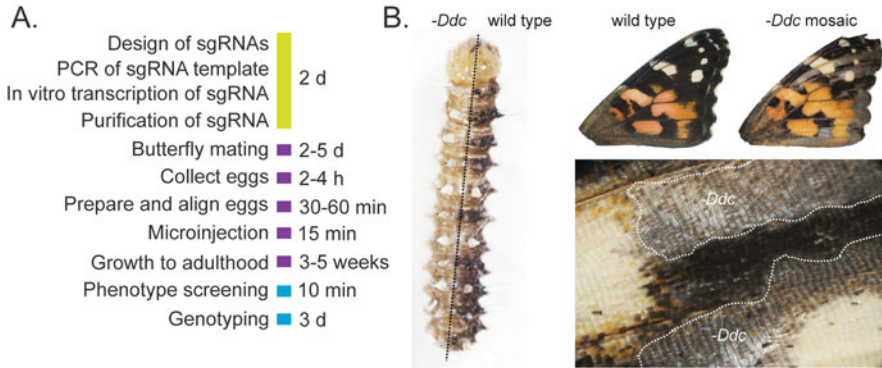 A.
Design of sgRNAs
PCR of sgRNA template
In vitro transcription of sgRNA
Purification of sgRNA
2 d
Butterfly mating 2-5 d
Collect eggs 2-4 h
Prepare and align eggs 30-60 min
Microinjection 15 min
Growth to adulthood 3-5 weeks
Phenotype screening 10 min
Genotyping 3 d
B.
-Ddc wild type
wild type
-Ddc mosaic
-Ddc
-Ddc